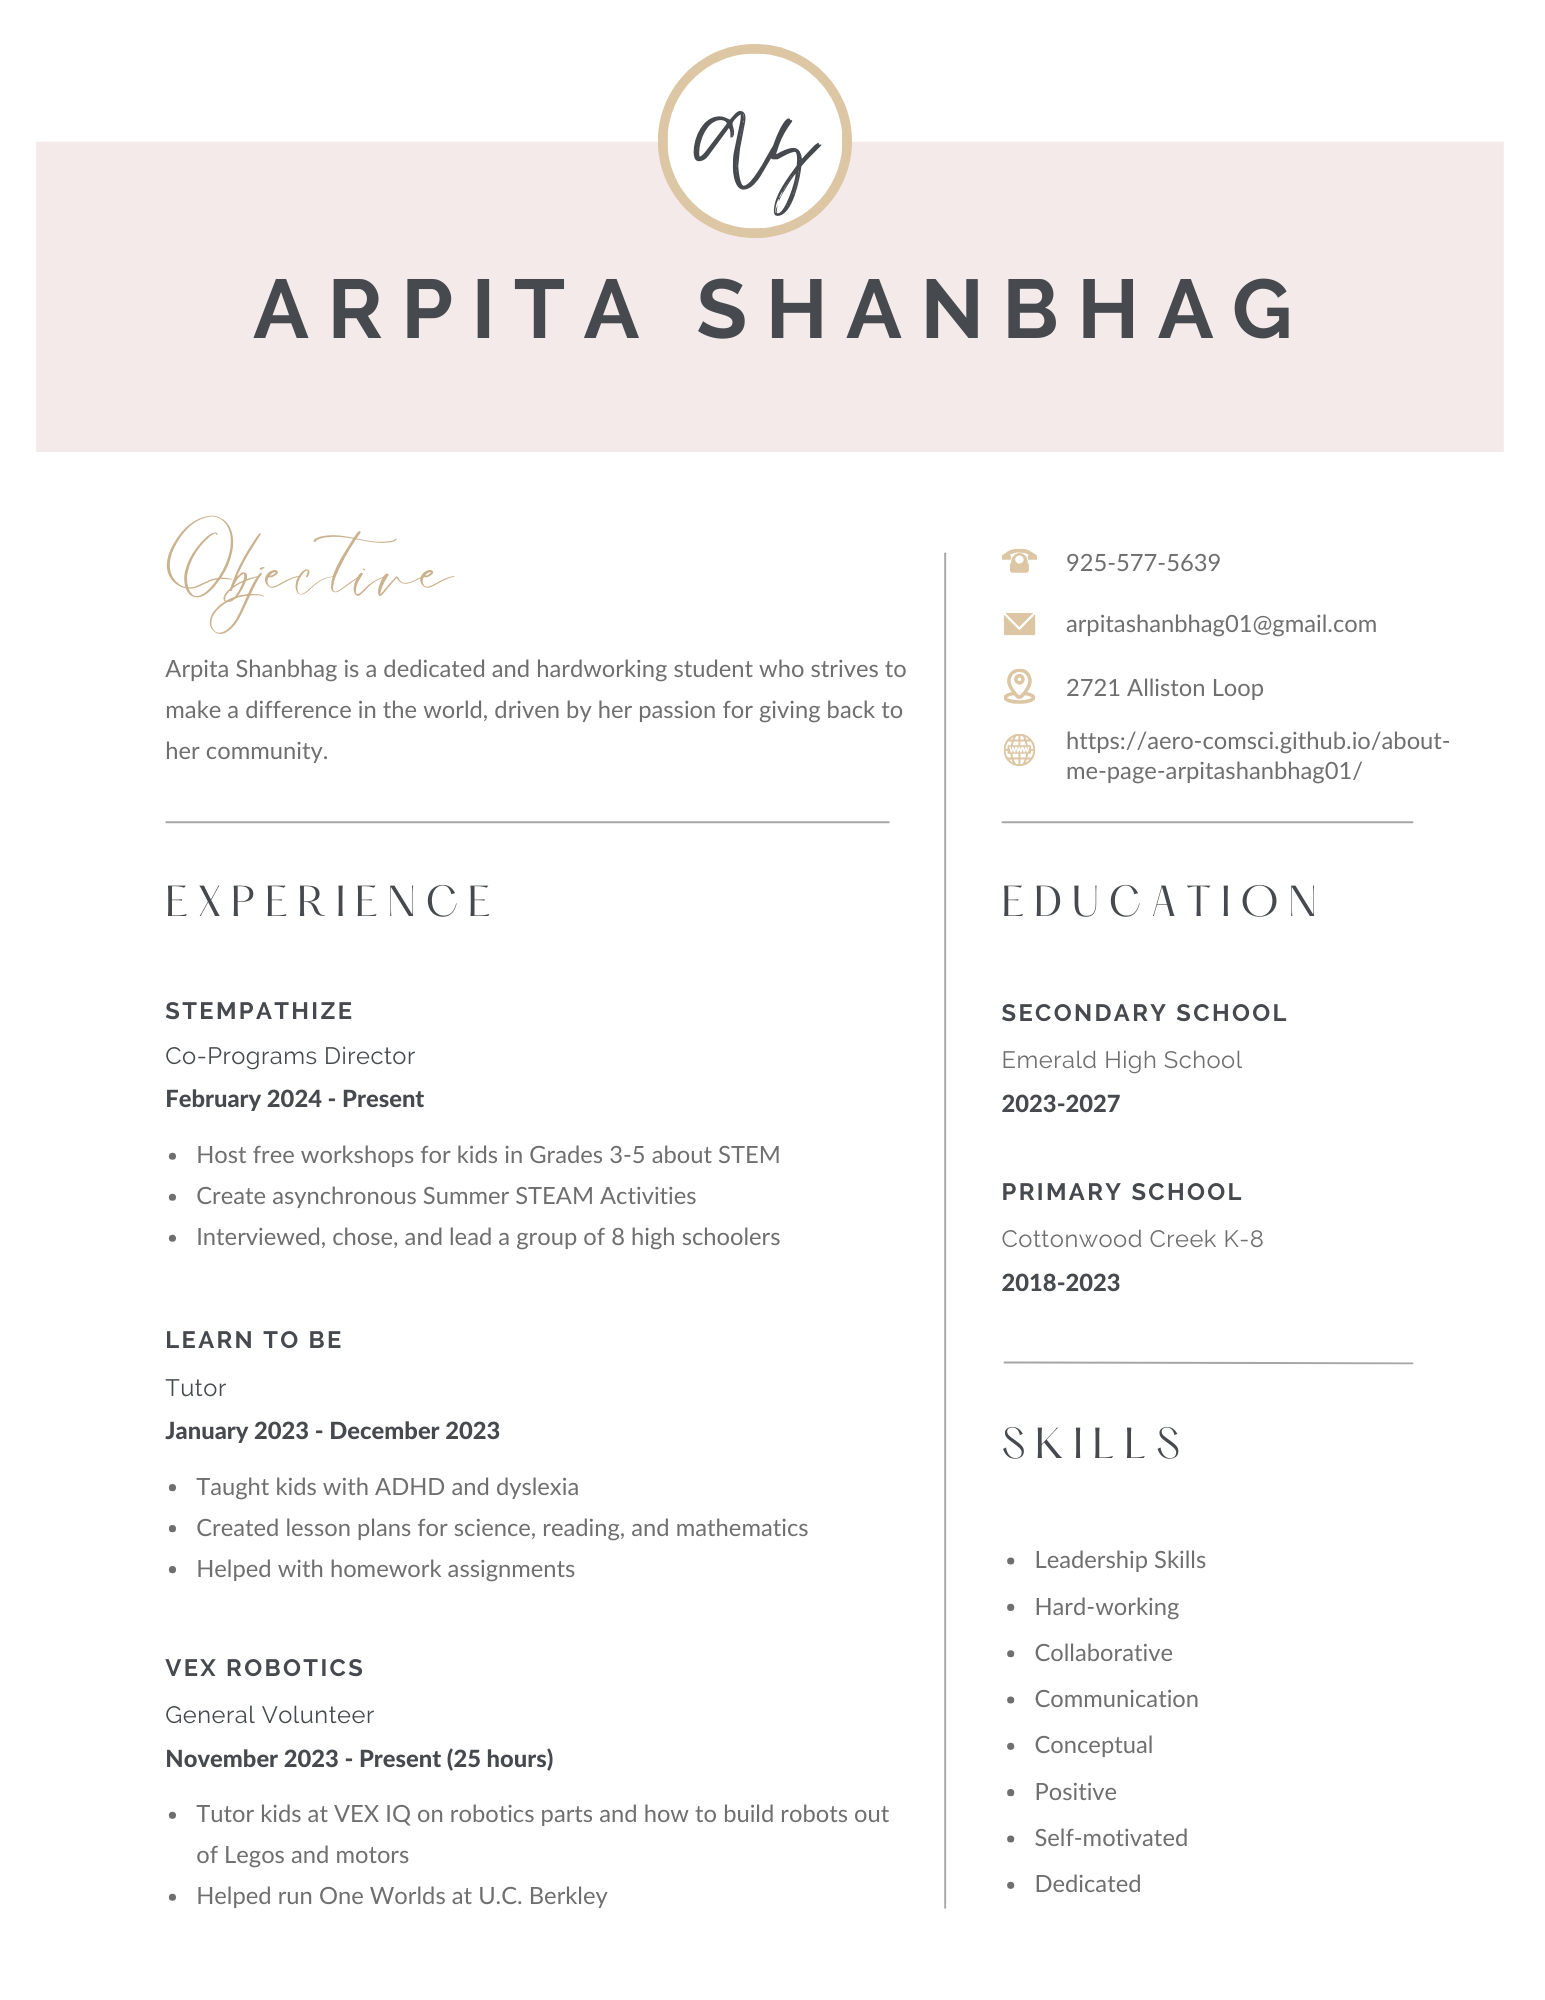 as
ARPITA SHANBHAG
Objective
Arpita Shanbhag is a dedicated and hardworking student who strives to
make a difference in the world, driven by her passion for giving back to
her community.
925-577-5639
arpitashanbhag01@gmail.com
2721 Alliston Loop
https://aero-comsci.github.io/about-
me-page-arpitashanbhag01/
EXPERIENCE
STEMPATHIZE
Co-Programs Director
February 2024 - Present
• Host free workshops for kids in Grades 3-5 about STEM
• Create asynchronous Summer STEAM Activities
• Interviewed, chose, and lead a group of 8 high schoolers
LEARN TO BE
Tutor
January 2023 - December 2023
• Taught kids with ADHD and dyslexia
• Created lesson plans for science, reading, and mathematics
• Helped with homework assignments
VEX ROBOTICS
General Volunteer
November 2023 - Present (25 hours)
• Tutor kids at VEX IQ on robotics parts and how to build robots out
of Legos and motors
• Helped run One Worlds at U.C. Berkley
EDUCATION
SECONDARY SCHOOL
Emerald High School
2023-2027
PRIMARY SCHOOL
Cottonwood Creek K-8
2018-2023
SKILLS
• Leadership Skills
• Hard-working
• Collaborative
• Communication
• Conceptual
• Positive
• Self-motivated
• Dedicated